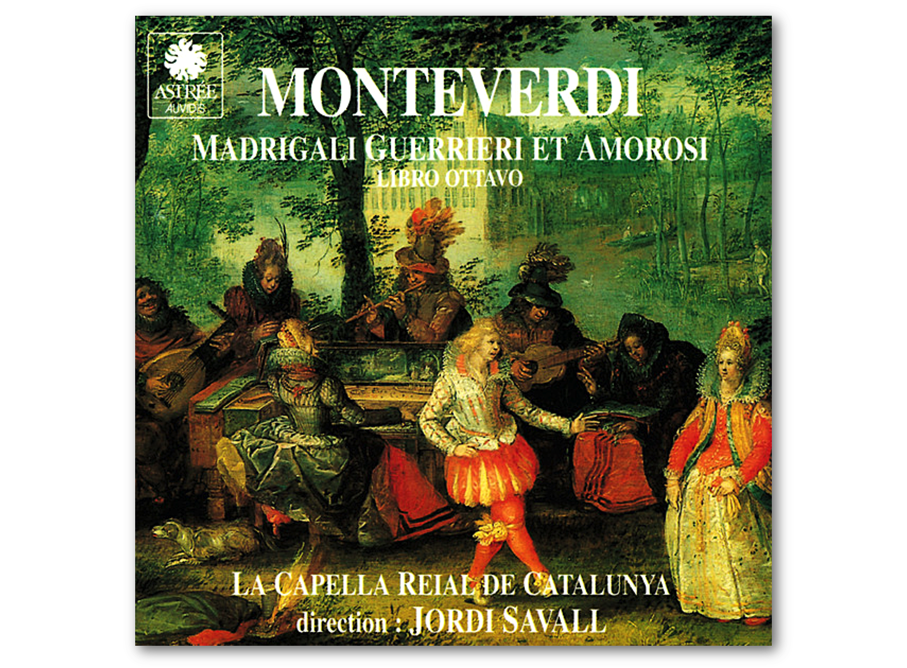 ASTRÉE
AUVIDIS
MONTEVERDI
MADRIGALI GUERRIERI ET AMOROSI
LIBRO OTTAVO
LA CAPELLA REIAL DE CATALUNYA
direction : JORDI SAVALL